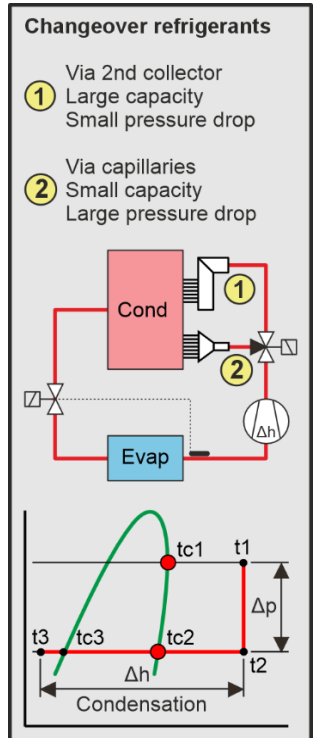 Changeover refrigerants
1
Via 2nd collector
Large capacity
Small pressure drop
2
Via capillaries
Small capacity
Large pressure drop
Cond
1
2
Δh
Evap
tc1
t1
Δp
t3
tc3
tc2
t2
Δh
Condensation